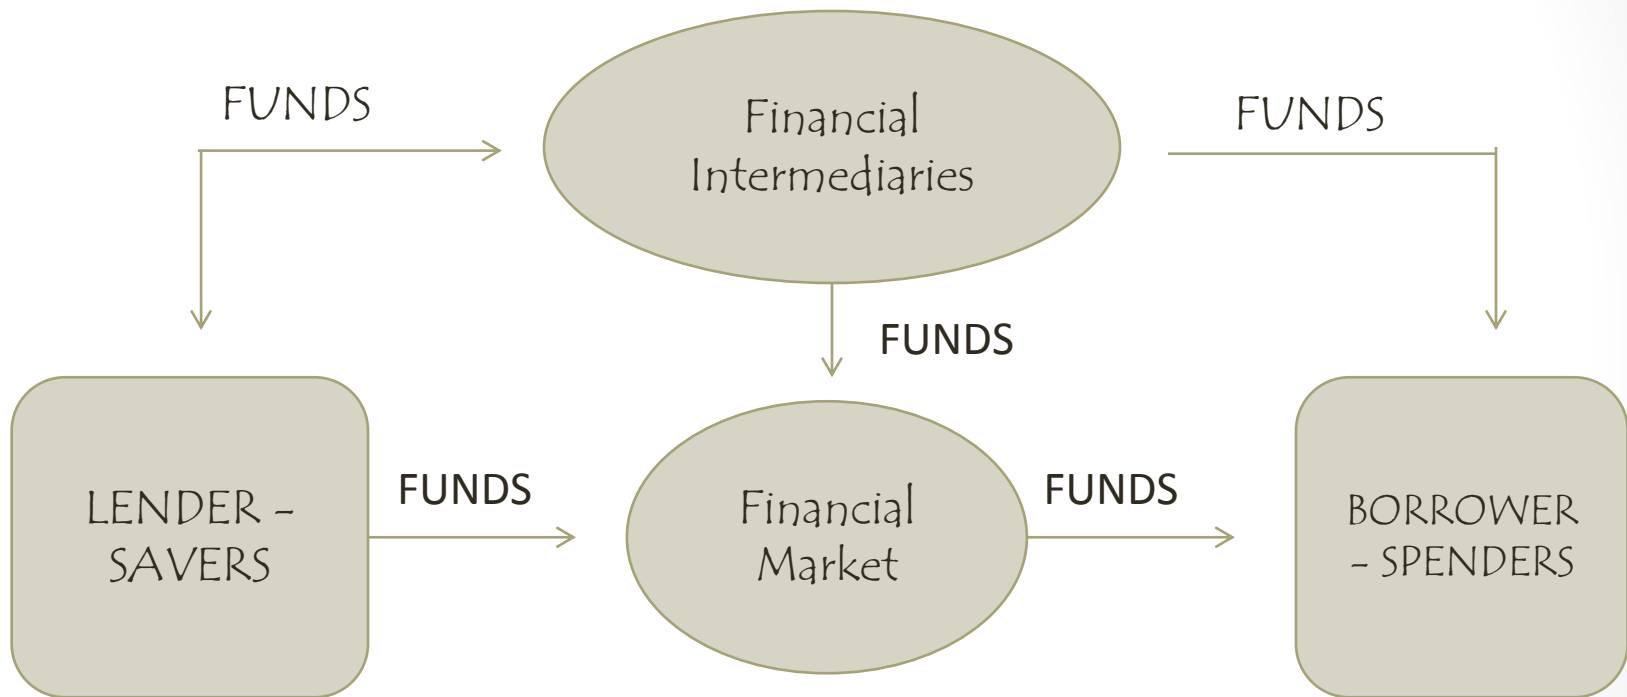 FUNDS
Financial
Intermediaries
FUNDS
FUNDS
LENDER –
SAVERS
FUNDS
Financial
Market
FUNDS
BORROWER
– SPENDERS